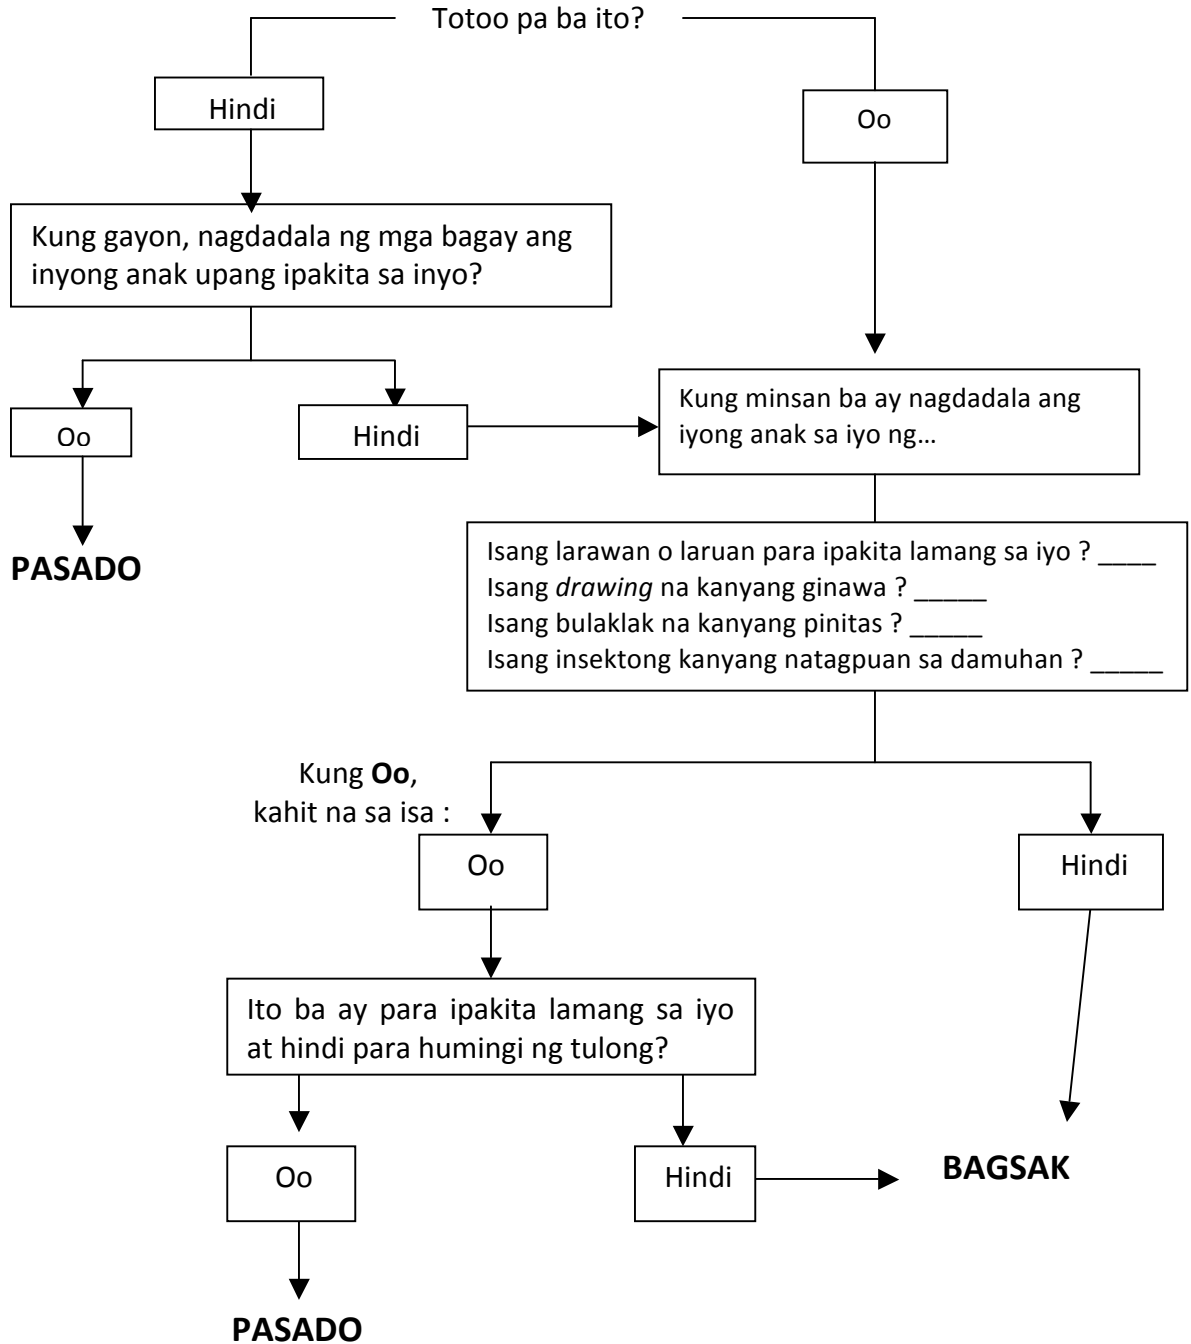 Totoo pa ba ito?
Hindi
Oo
Kung gayon, nagdadala ng mga bagay ang
inyong anak upang ipakita sa inyo?
Oo
Hindi
Kung minsan ba ay nagdadala ang
iyong anak sa iyo ng...
PASADO
Isang larawan o laruan para ipakita lamang sa iyo ? ____
Isang drawing na kanyang ginawa ? _____
Isang bulaklak na kanyang pinitas ? _____
Isang insektong kanyang natagpuan sa damuhan ? _____
Kung Oo,
kahit na sa isa :
Oo
Hindi
Ito ba ay para ipakita lamang sa iyo
at hindi para humingi ng tulong?
Oo
Hindi
BAGSAK
PASADO